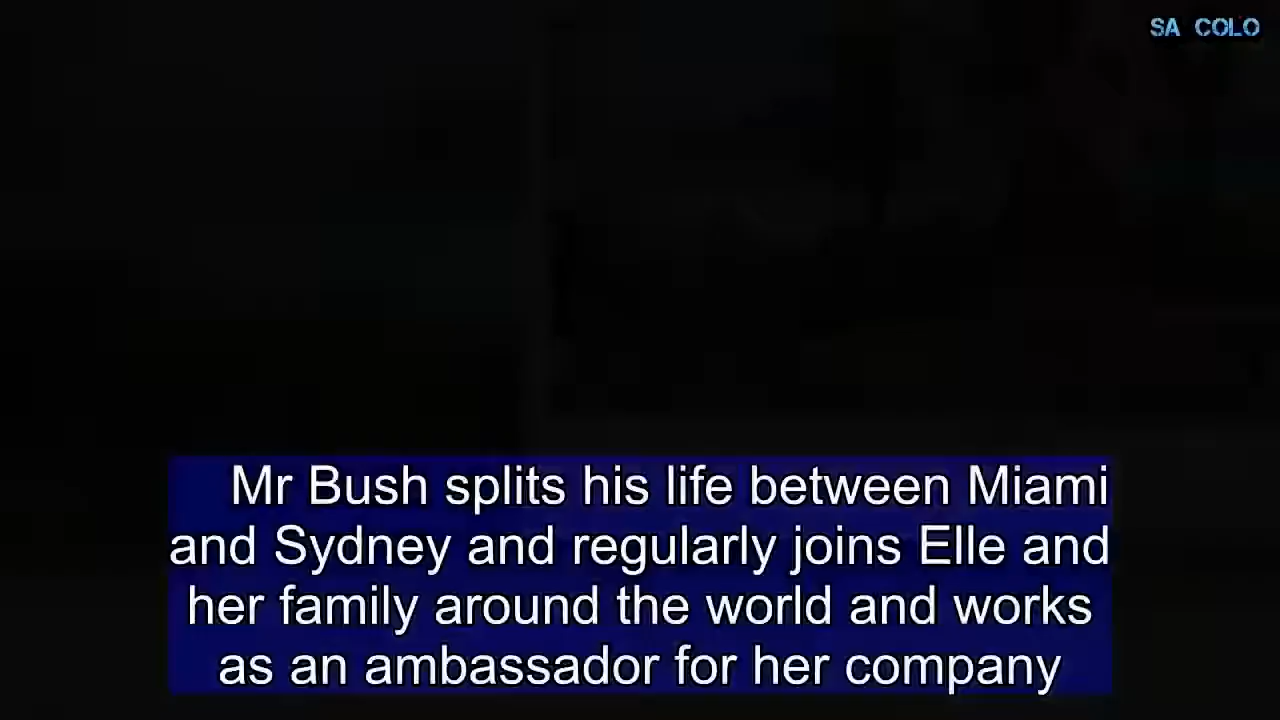 SA COLO
Mr Bush splits his life between Miami
and Sydney and regularly joins Elle and
her family around the world and works
as an ambassador for her company